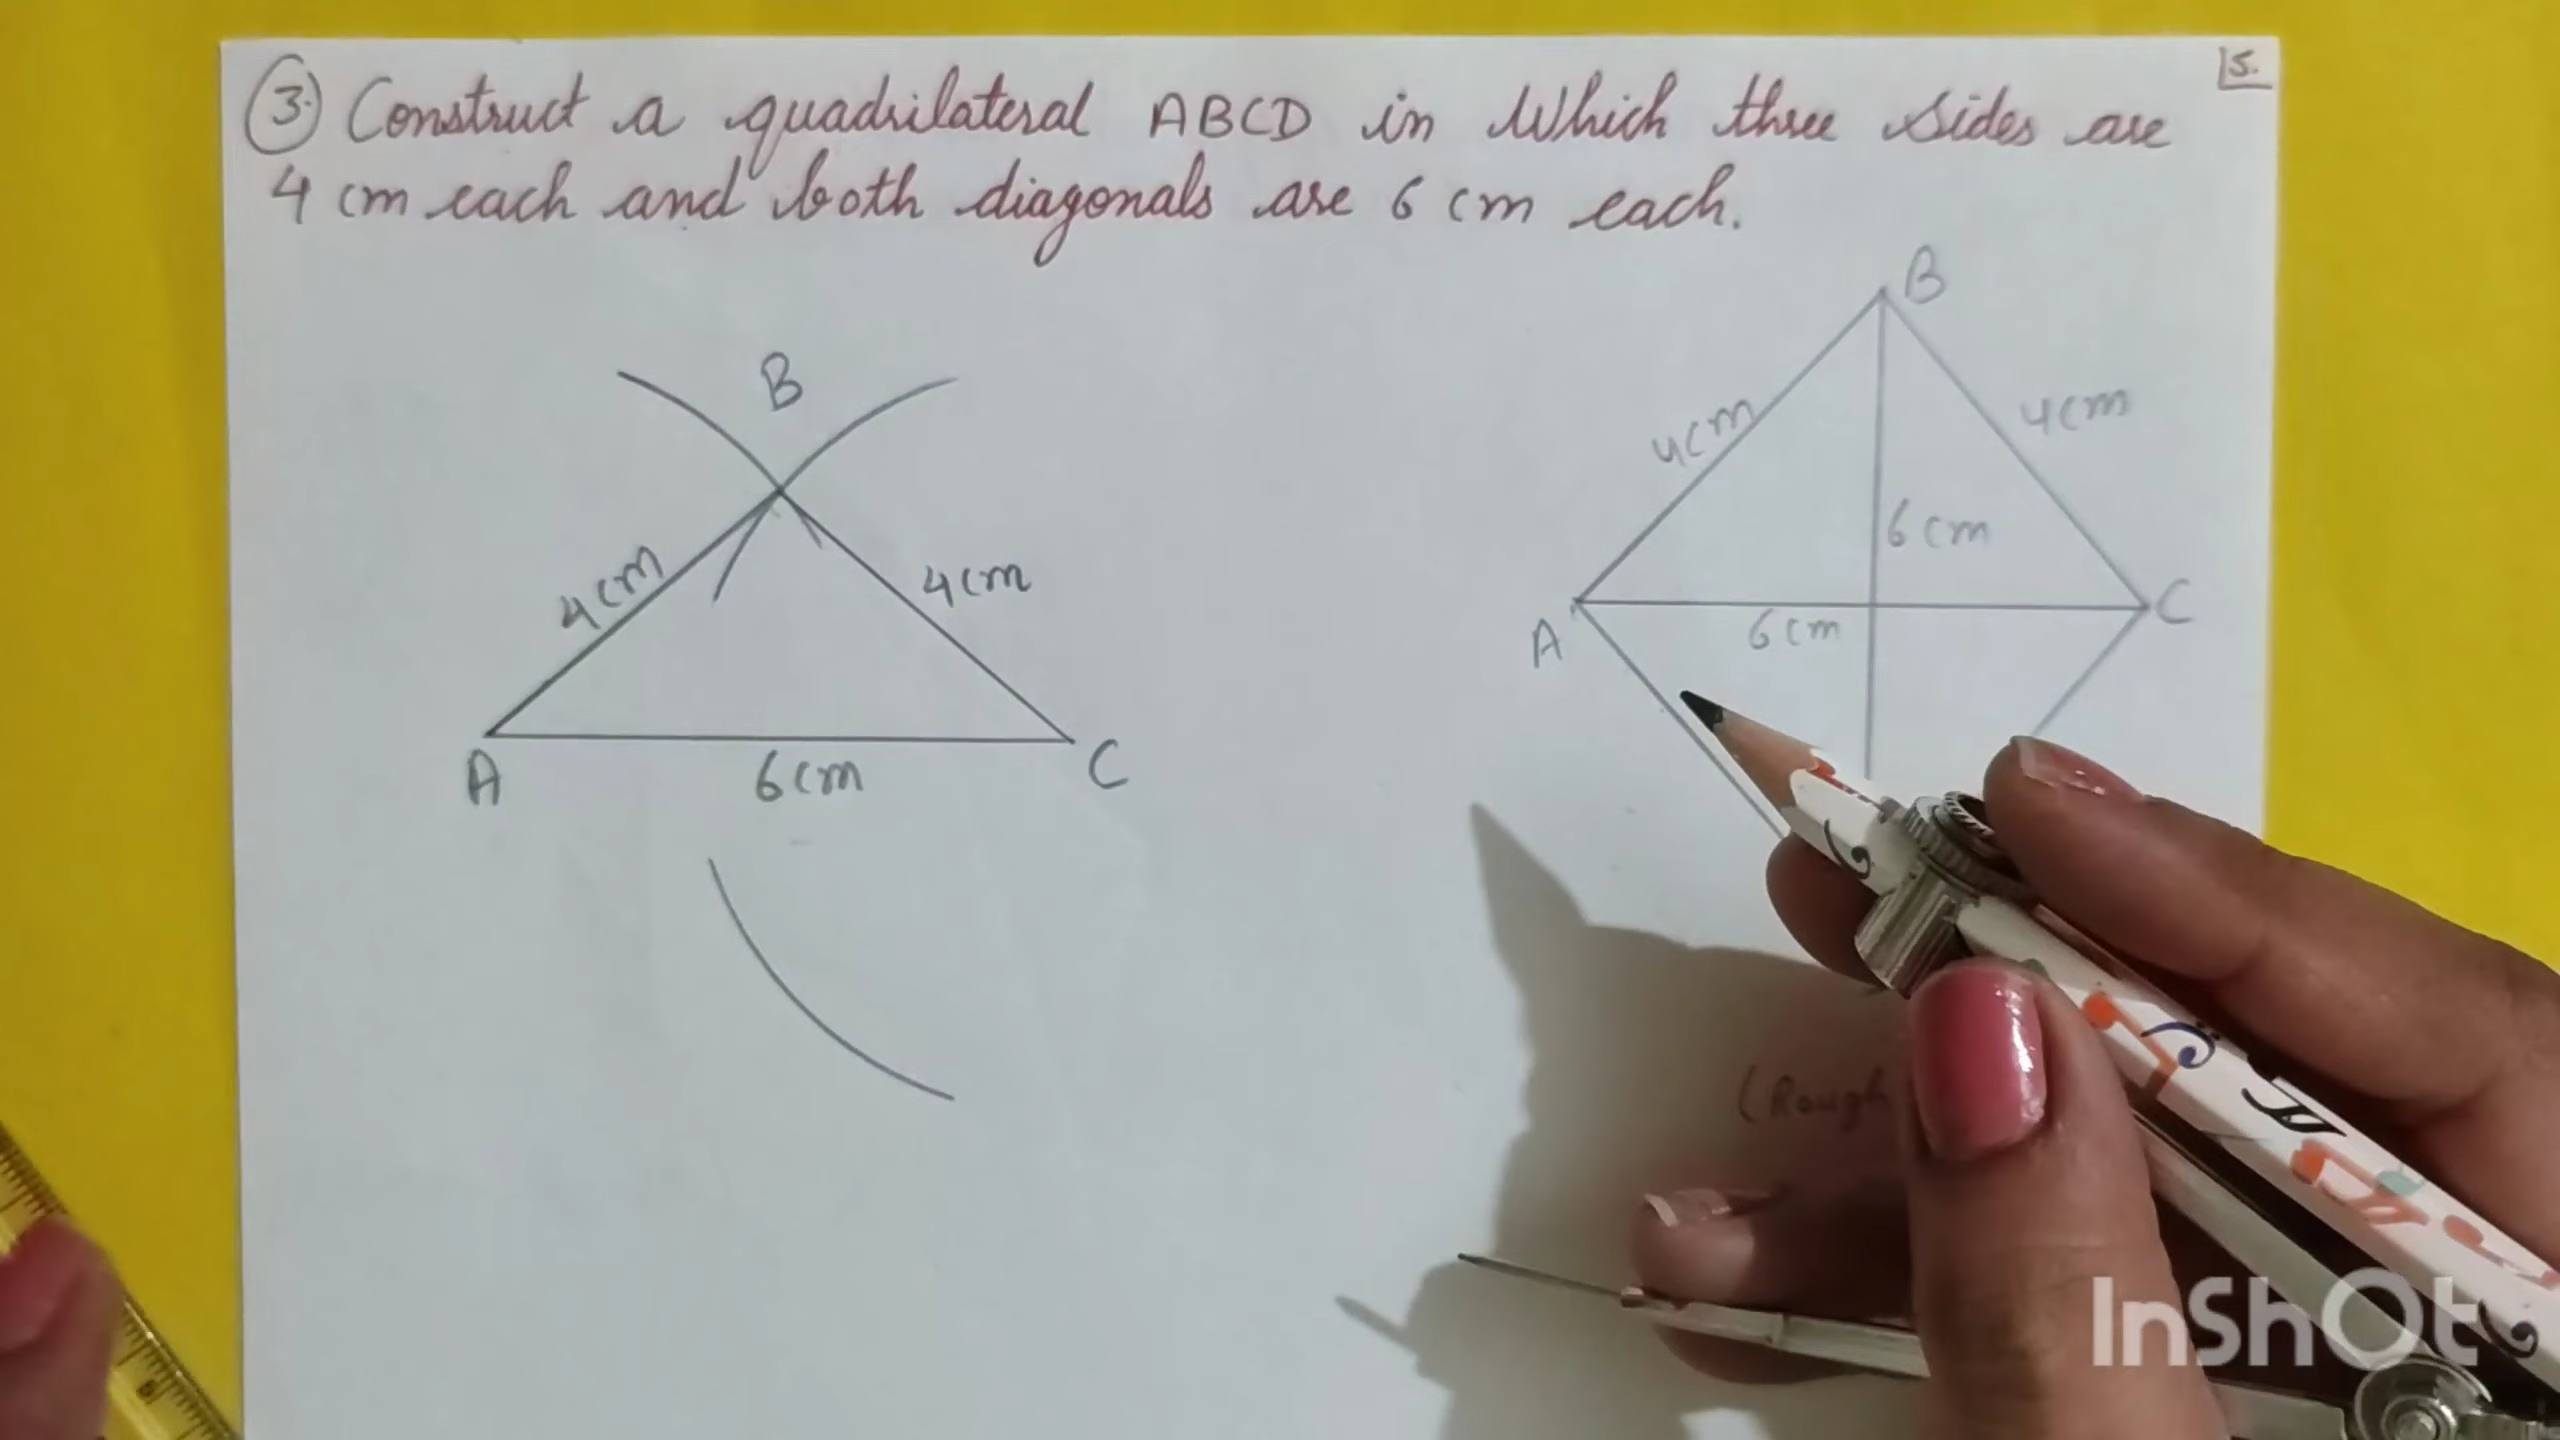 5.
③ Construct a quadrilateral ABCD in Which three sides are
4 cm each and both diagonals are 6 cm each.
B
4cm
4cm
A
6cm
C
B
4cm
4cm
6cm
A
6cm
C
(Rough
InShOt